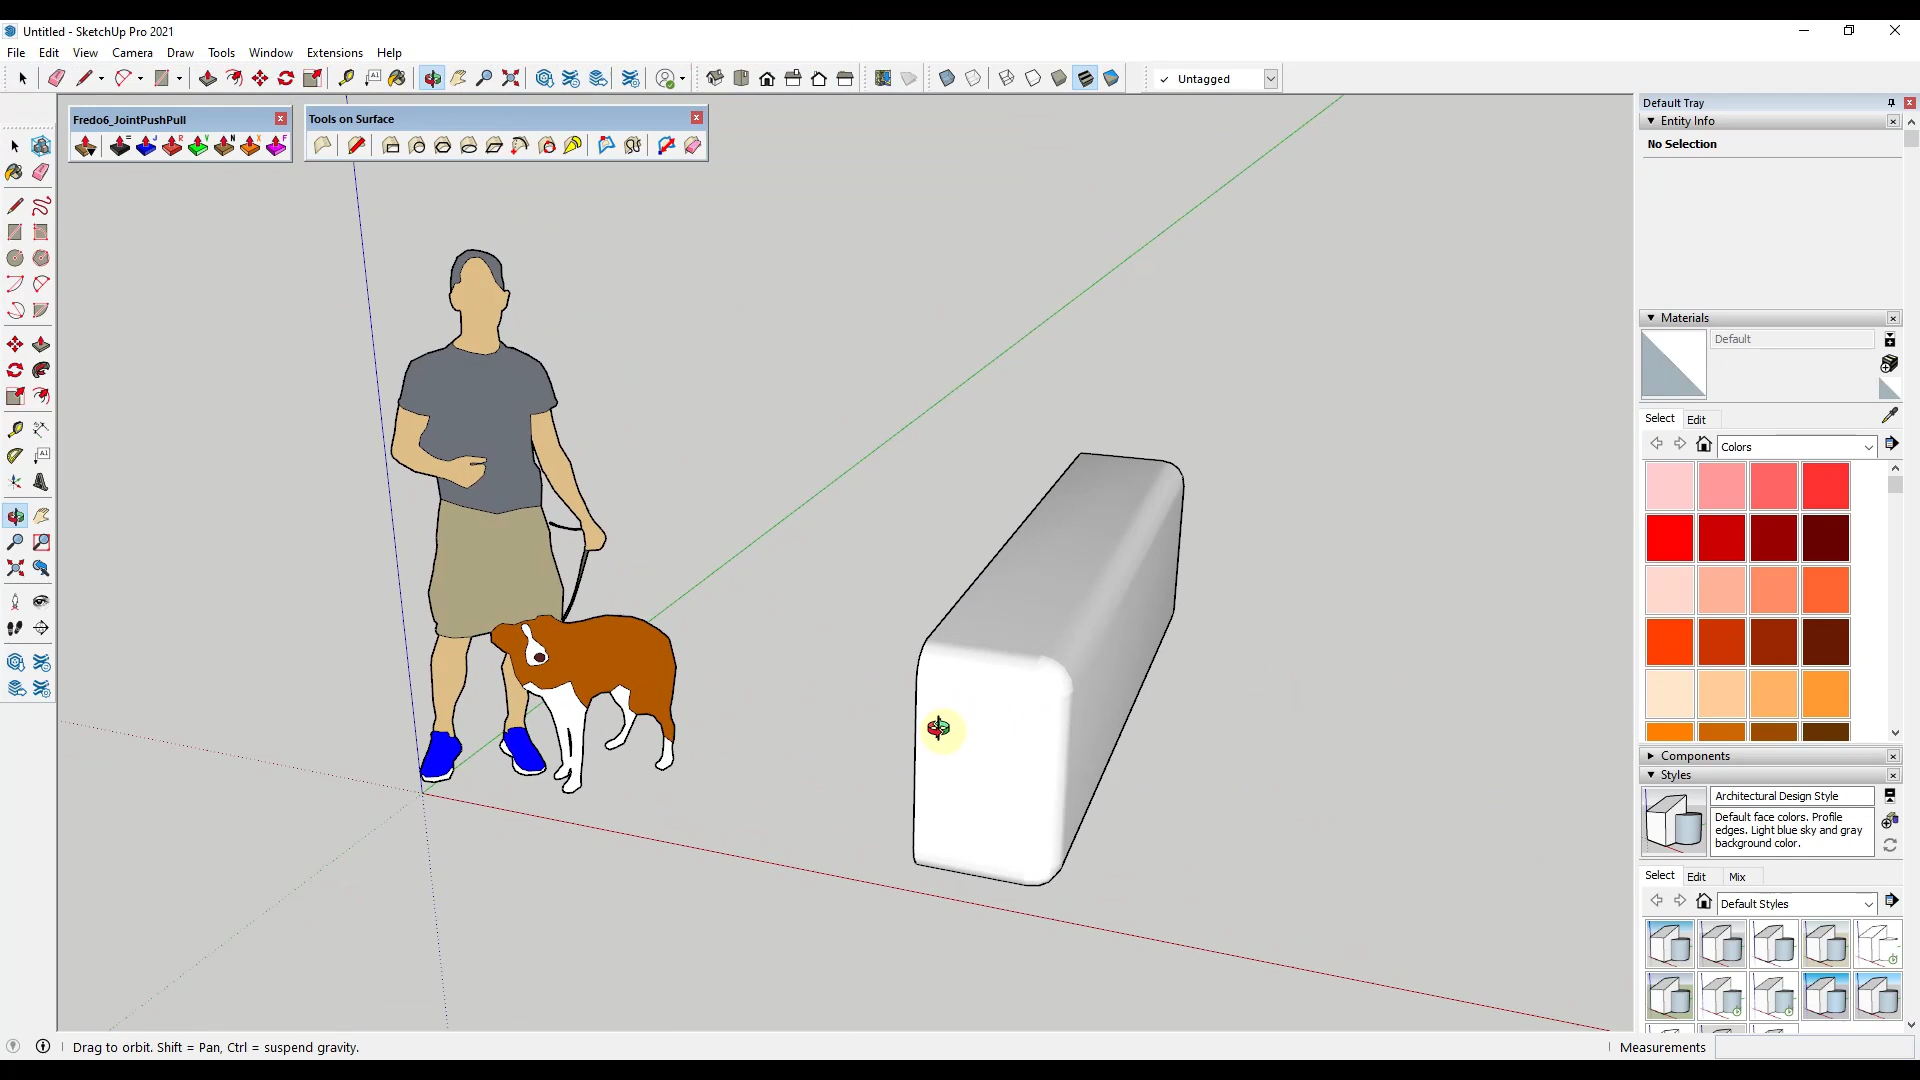 Untitled - SketchUp Pro 2021
File Edit View Camera Draw Tools Window Extensions Help
Untagged
Fredo6_JointPushPull
Tools on Surface
Default Tray
Entity Info
No Selection
Materials
Default
Select Edit
Colors
Components
Styles
Architectural Design Style
Default face colors. Profile
edges. Light blue sky and gray
background color.
Select Edit Mix
Default Styles
Drag to orbit. Shift = Pan, Ctrl = suspend gravity.
Measurements